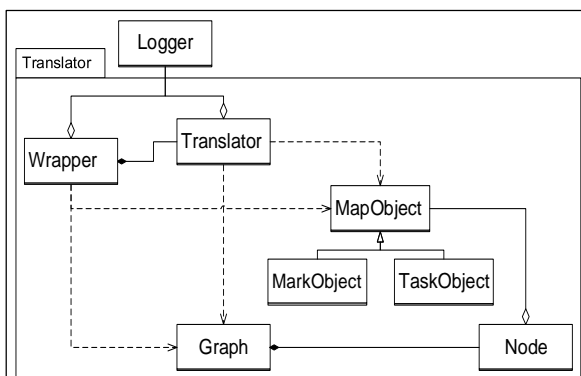 Logger
Translator
Translator
Wrapper
MapObject
MarkObject
TaskObject
Graph
Node